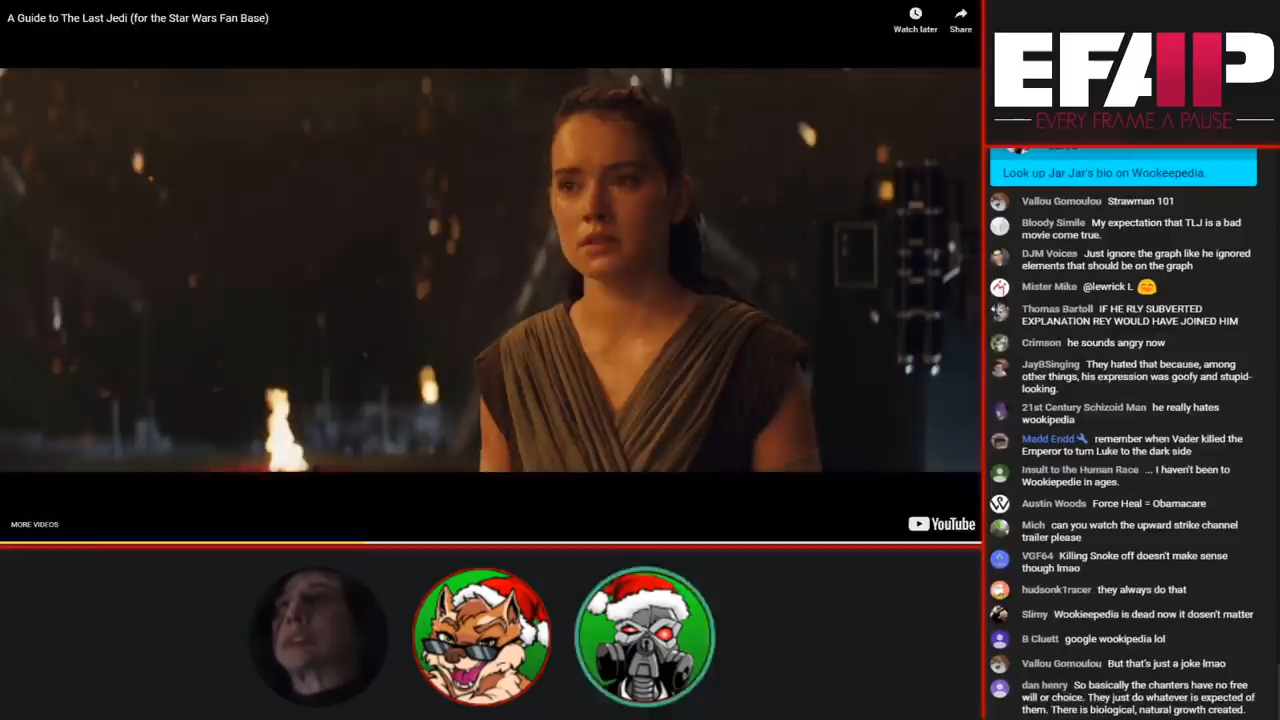 A Guide to The Last Jedi (for the Star Wars Fan Base)
Watch later
Share
MORE VIDEOS
YouTube
EFAP
EVERY FRAME A PAUSE
Look up Jar Jar's bio on Wookeepedia.
Vallou Gomoulou Strawman 101
Bloody Simile My expectation that TLJ is a bad
movie come true.
DJM Voices Just ignore the graph like he ignored
elements that should be on the graph
Mister Mike @lewrick L
Thomas Bartoll IF HE RLY SUBVERTED
EXPLANATION REY WOULD HAVE JOINED HIM
Crimson he sounds angry now
JayBSinging They hated that because, among
other things, his expression was goofy and stupid-
looking.
21st Century Schizoid Man he really hates
wookipedia
Madd Endd remember when Vader killed the
Emperor to turn Luke to the dark side
Insult to the Human Race ... I haven't been to
Wookiepedie in ages.
Austin Woods Force Heal = Obamacare
Mich can you watch the upward strike channel
trailer please
VGF64 Killing Snoke off doesn't make sense
though lmao
hudsonk1racer they always do that
Slimy Wookieepedia is dead now it dosen't matter
B Cluett google wookipedia lol
Vallou Gomoulou But that's just a joke lmao
dan henry So basically the chanters have no free
will or choice. They just do whatever is expected of
them. There is biological, natural growth created.